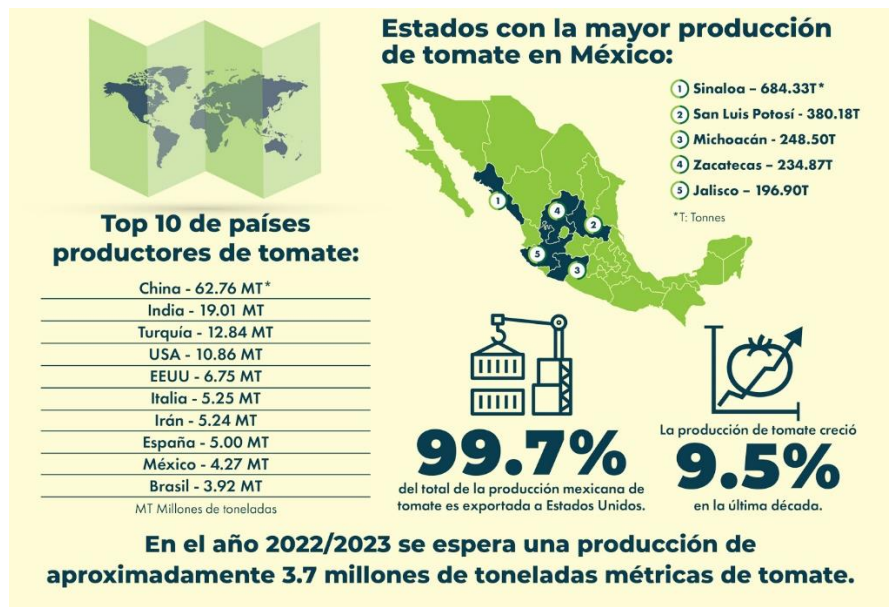 Estados con la mayor producción
de tomate en México:
1 Sinaloa – 684.33T*
2 San Luis Potosí - 380.18T
3 Michoacán - 248.50T
4 Zacatecas – 234.87T
5 Jalisco – 196.90T
*T: Tonnes
1
4
2
5
3
Top 10 de países
productores de tomate:
China - 62.76 MT*
India - 19.01 MT
Turquía - 12.84 MT
USA - 10.86 MT
EEUU - 6.75 MT
Italia - 5.25 MT
Irán - 5.24 MT
España - 5.00 MT
México - 4.27 MT
Brasil - 3.92 MT
MT Millones de toneladas
99.7%
del total de la producción mexicana de
tomate es exportada a Estados Unidos.
La producción de tomate creció
9.5%
en la última década.
En el año 2022/2023 se espera una producción de
aproximadamente 3.7 millones de toneladas métricas de tomate.